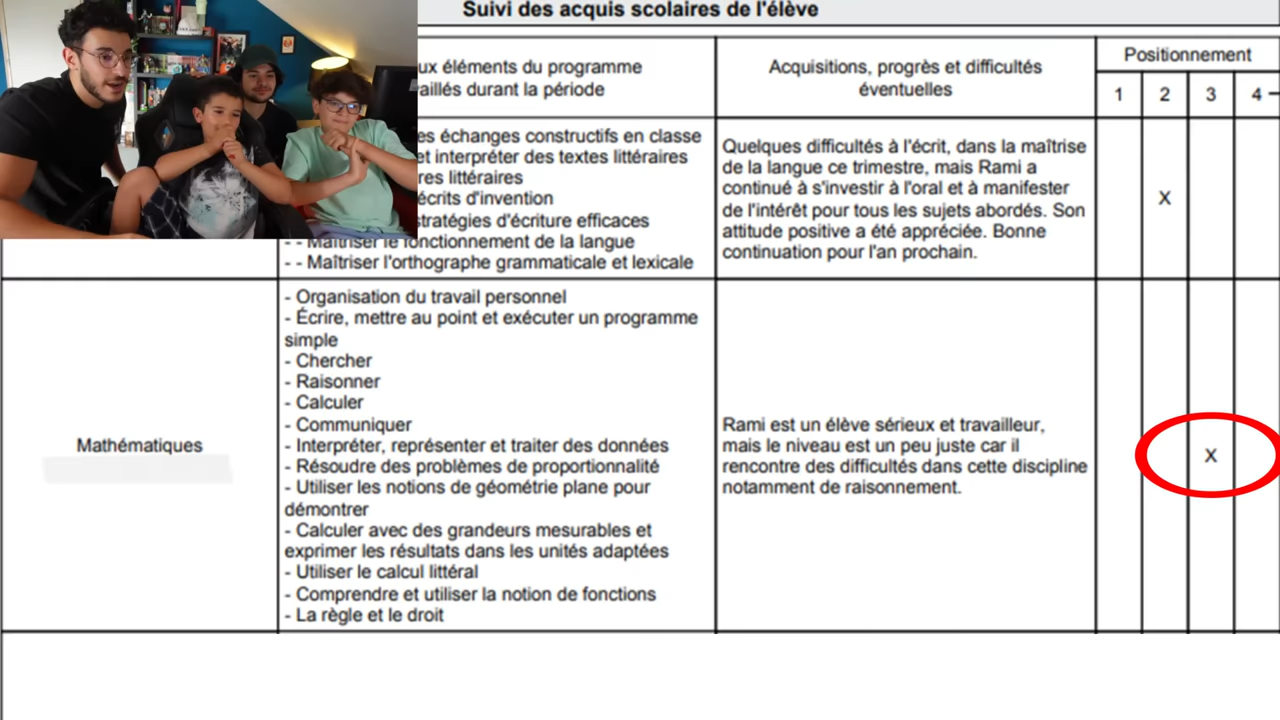 Suivi des acquis scolaires de l'élève
ux éléments du programme
aillés durant la période
Acquisitions, progrès et difficultés
éventuelles
Positionnement
1 2 3 4
es échanges constructifs en classe
et interpréter des textes littéraires
res littéraires
écrits d'invention
stratégies d'écriture efficaces
- - Maîtriser le fonctionnement de la langue
- - Maîtriser l'orthographe grammaticale et lexicale
Quelques difficultés à l'écrit, dans la maîtrise
de la langue ce trimestre, mais Rami a
continué à s'investir à l'oral et à manifester
de l'intérêt pour tous les sujets abordés. Son
attitude positive a été appréciée. Bonne
continuation pour l'an prochain.
X
Mathématiques
- Organisation du travail personnel
- Écrire, mettre au point et exécuter un programme
simple
- Chercher
- Raisonner
- Calculer
- Communiquer
- Interpréter, représenter et traiter des données
- Résoudre des problèmes de proportionnalité
- Utiliser les notions de géométrie plane pour
démontrer
- Calculer avec des grandeurs mesurables et
exprimer les résultats dans les unités adaptées
- Utiliser le calcul littéral
- Comprendre et utiliser la notion de fonctions
- La règle et le droit
Rami est un élève sérieux et travailleur,
mais le niveau est un peu juste car il
rencontre des difficultés dans cette discipline
notamment de raisonnement.
X